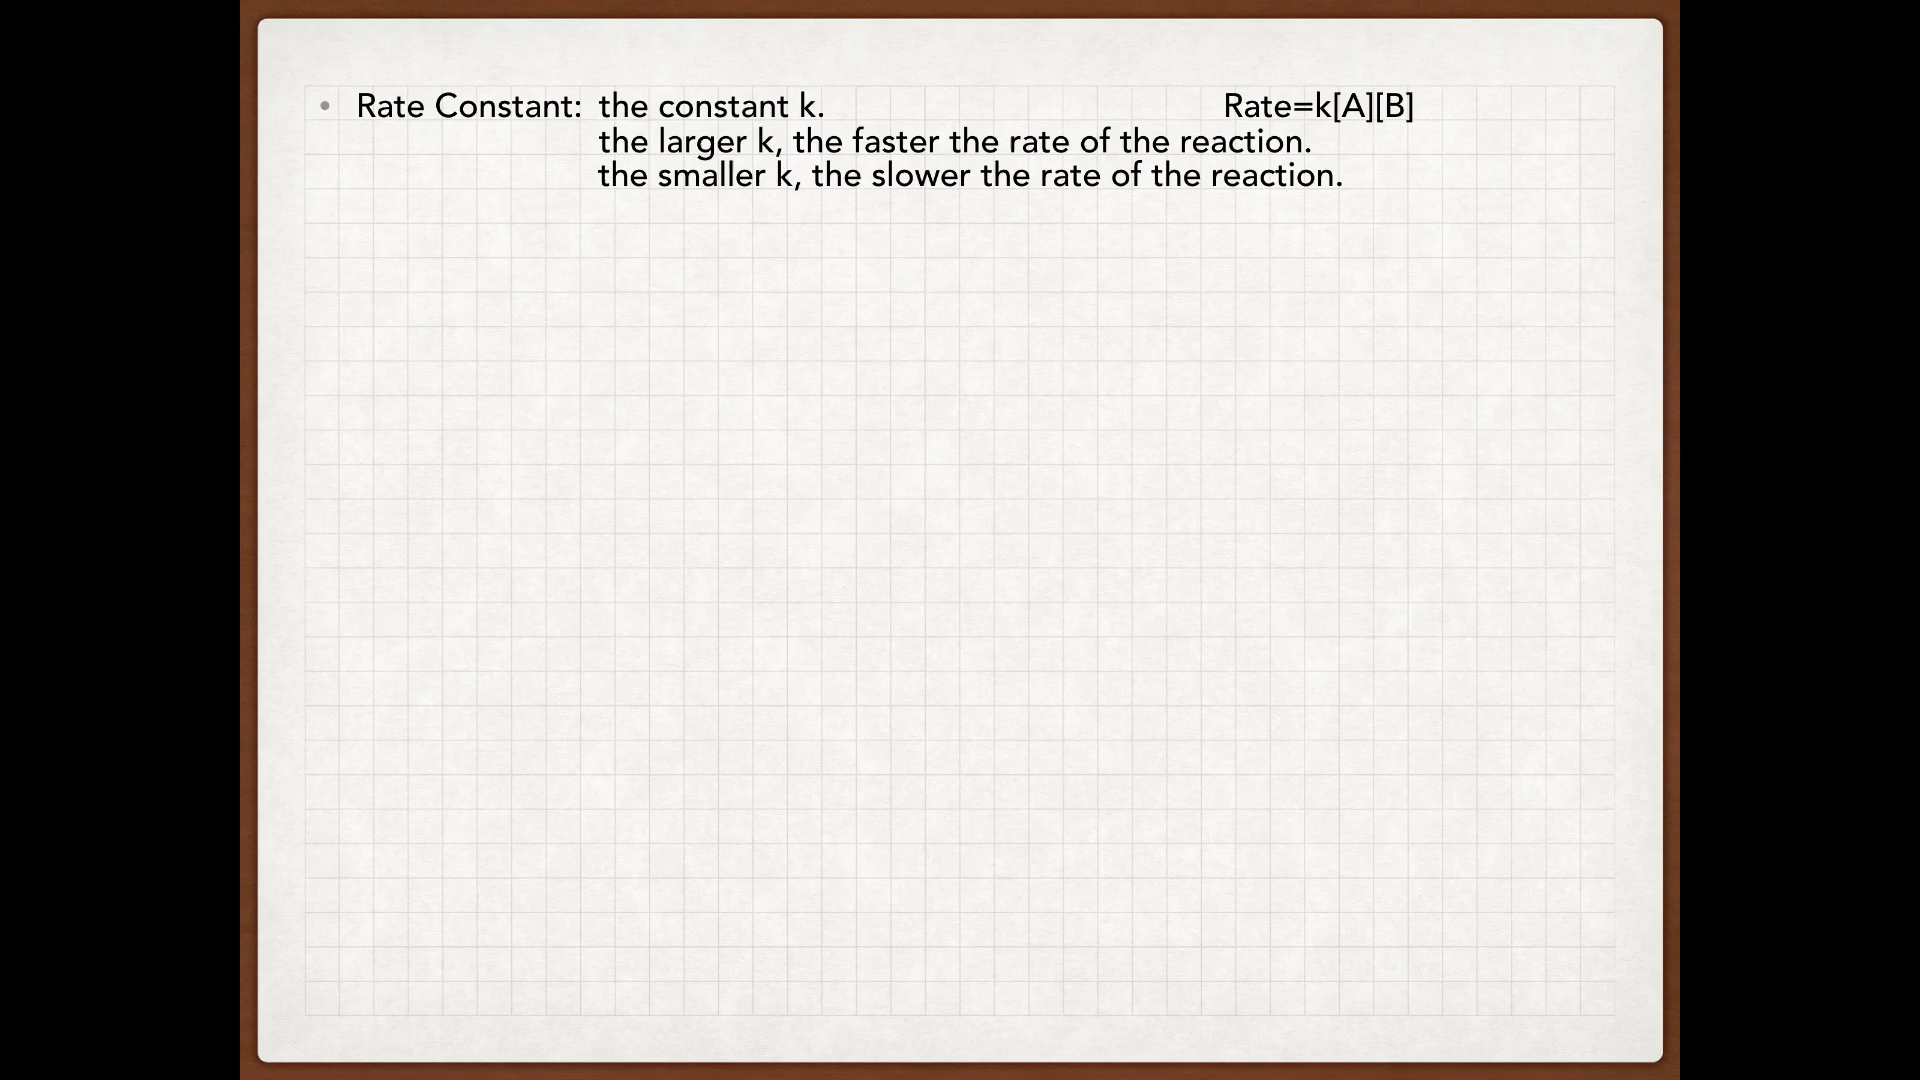 • Rate Constant: the constant k. Rate=k[A][B]
the larger k, the faster the rate of the reaction.
the smaller k, the slower the rate of the reaction.